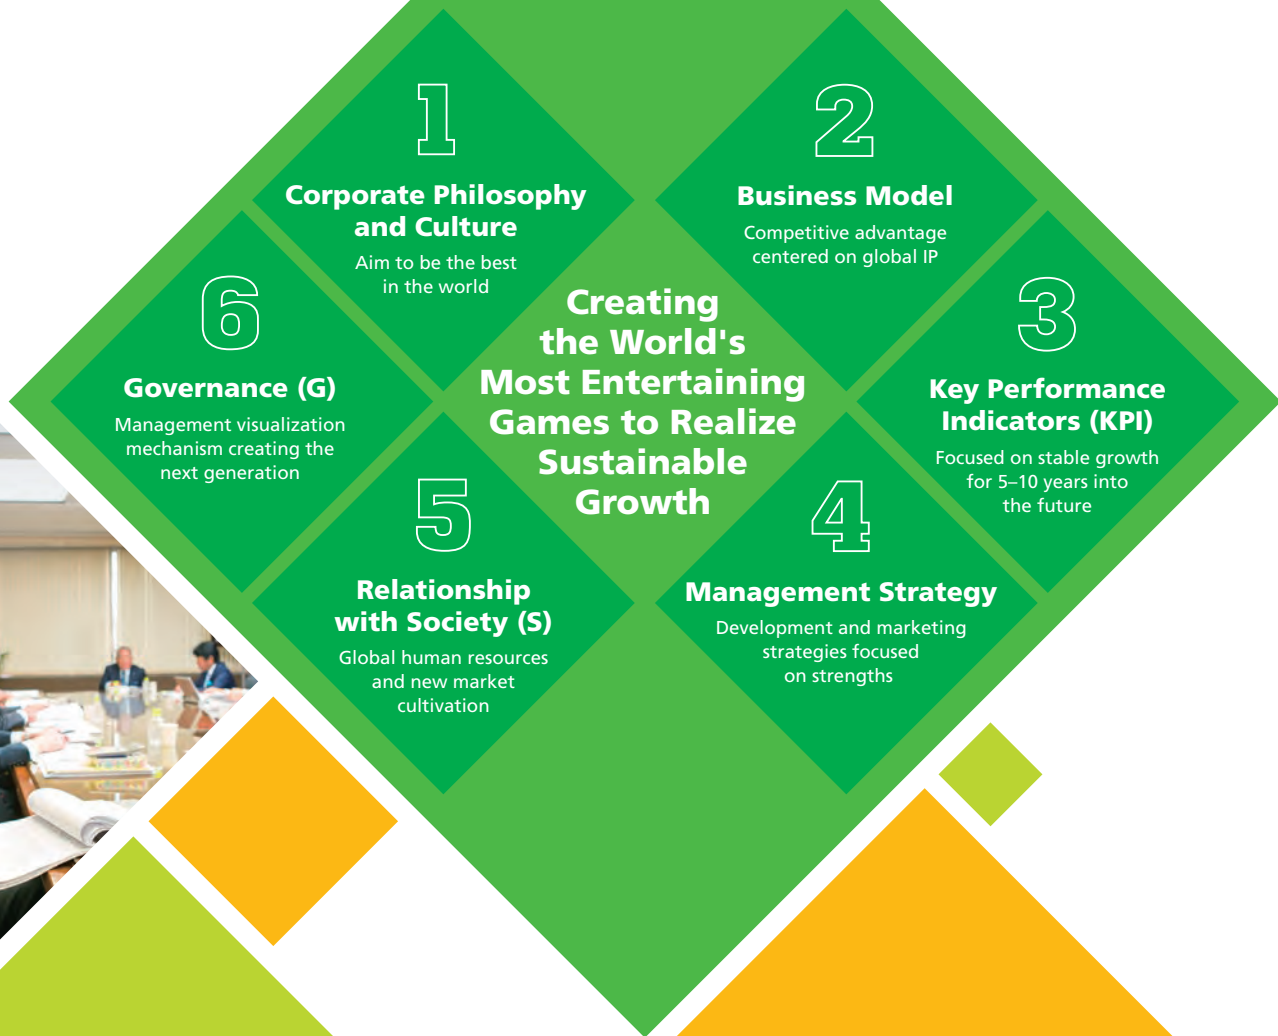 1
Corporate Philosophy
and Culture
Aim to be the best
in the world
2
Business Model
Competitive advantage
centered on global IP
3
Key Performance
Indicators (KPI)
Focused on stable growth
for 5–10 years into
the future
4
Management Strategy
Development and marketing
strategies focused
on strengths
5
Relationship
with Society (S)
Global human resources
and new market
cultivation
6
Governance (G)
Management visualization
mechanism creating the
next generation
Creating
the World's
Most Entertaining
Games to Realize
Sustainable
Growth